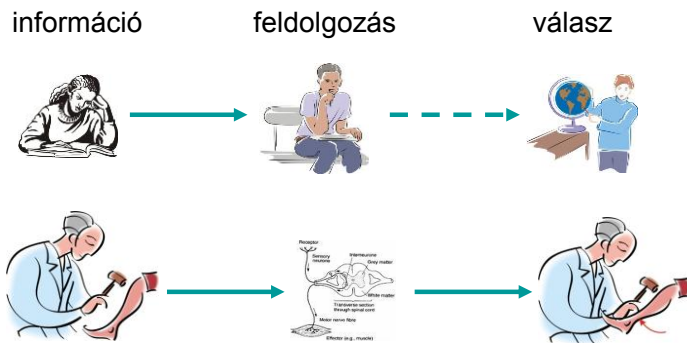 információ
feldolgozás
válasz
Receptor
Sensory
neurone
Interneurone
Grey matter
White matter
Transverse section
through spinal cord
Motor nerve fibre
Effector (e.g., muscle)